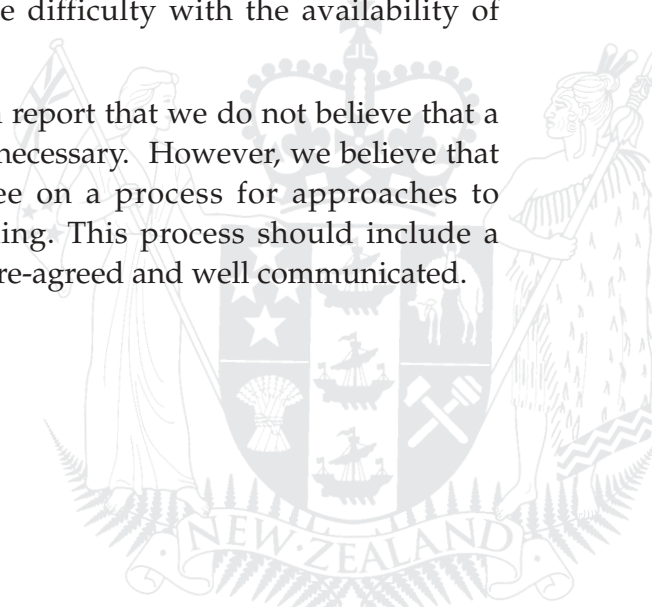 e difficulty with the availability of
report that we do not believe that a
necessary. However, we believe that
ee on a process for approaches to
ing. This process should include a
re-agreed and well communicated.
NEW·ZEALAND